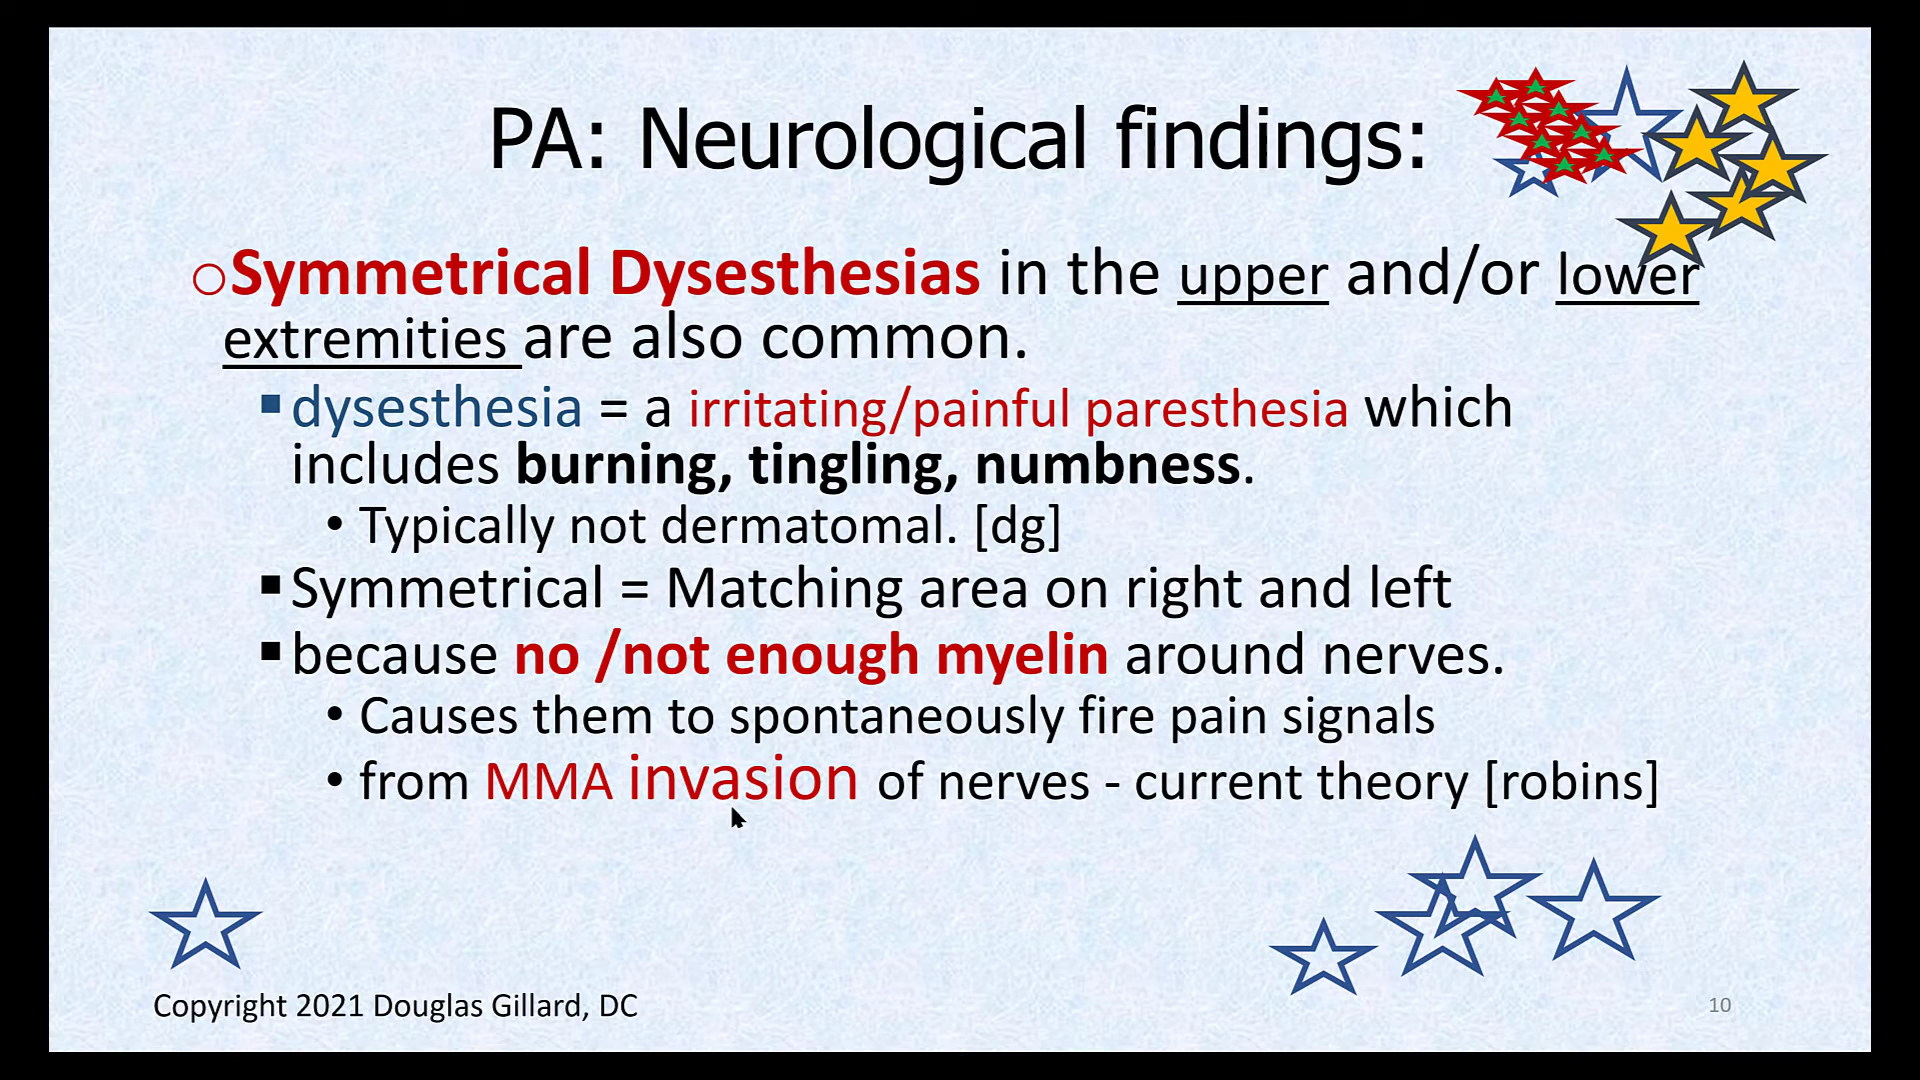 PA: Neurological findings:
oSymmetrical Dysesthesias in the upper and/or lower
extremities are also common.
▪dysesthesia = a irritating/painful paresthesia which
includes burning, tingling, numbness.
• Typically not dermatomal. [dg]
▪Symmetrical = Matching area on right and left
▪because no /not enough myelin around nerves.
• Causes them to spontaneously fire pain signals
• from MMA invasion of nerves - current theory [robins]
Copyright 2021 Douglas Gillard, DC
10